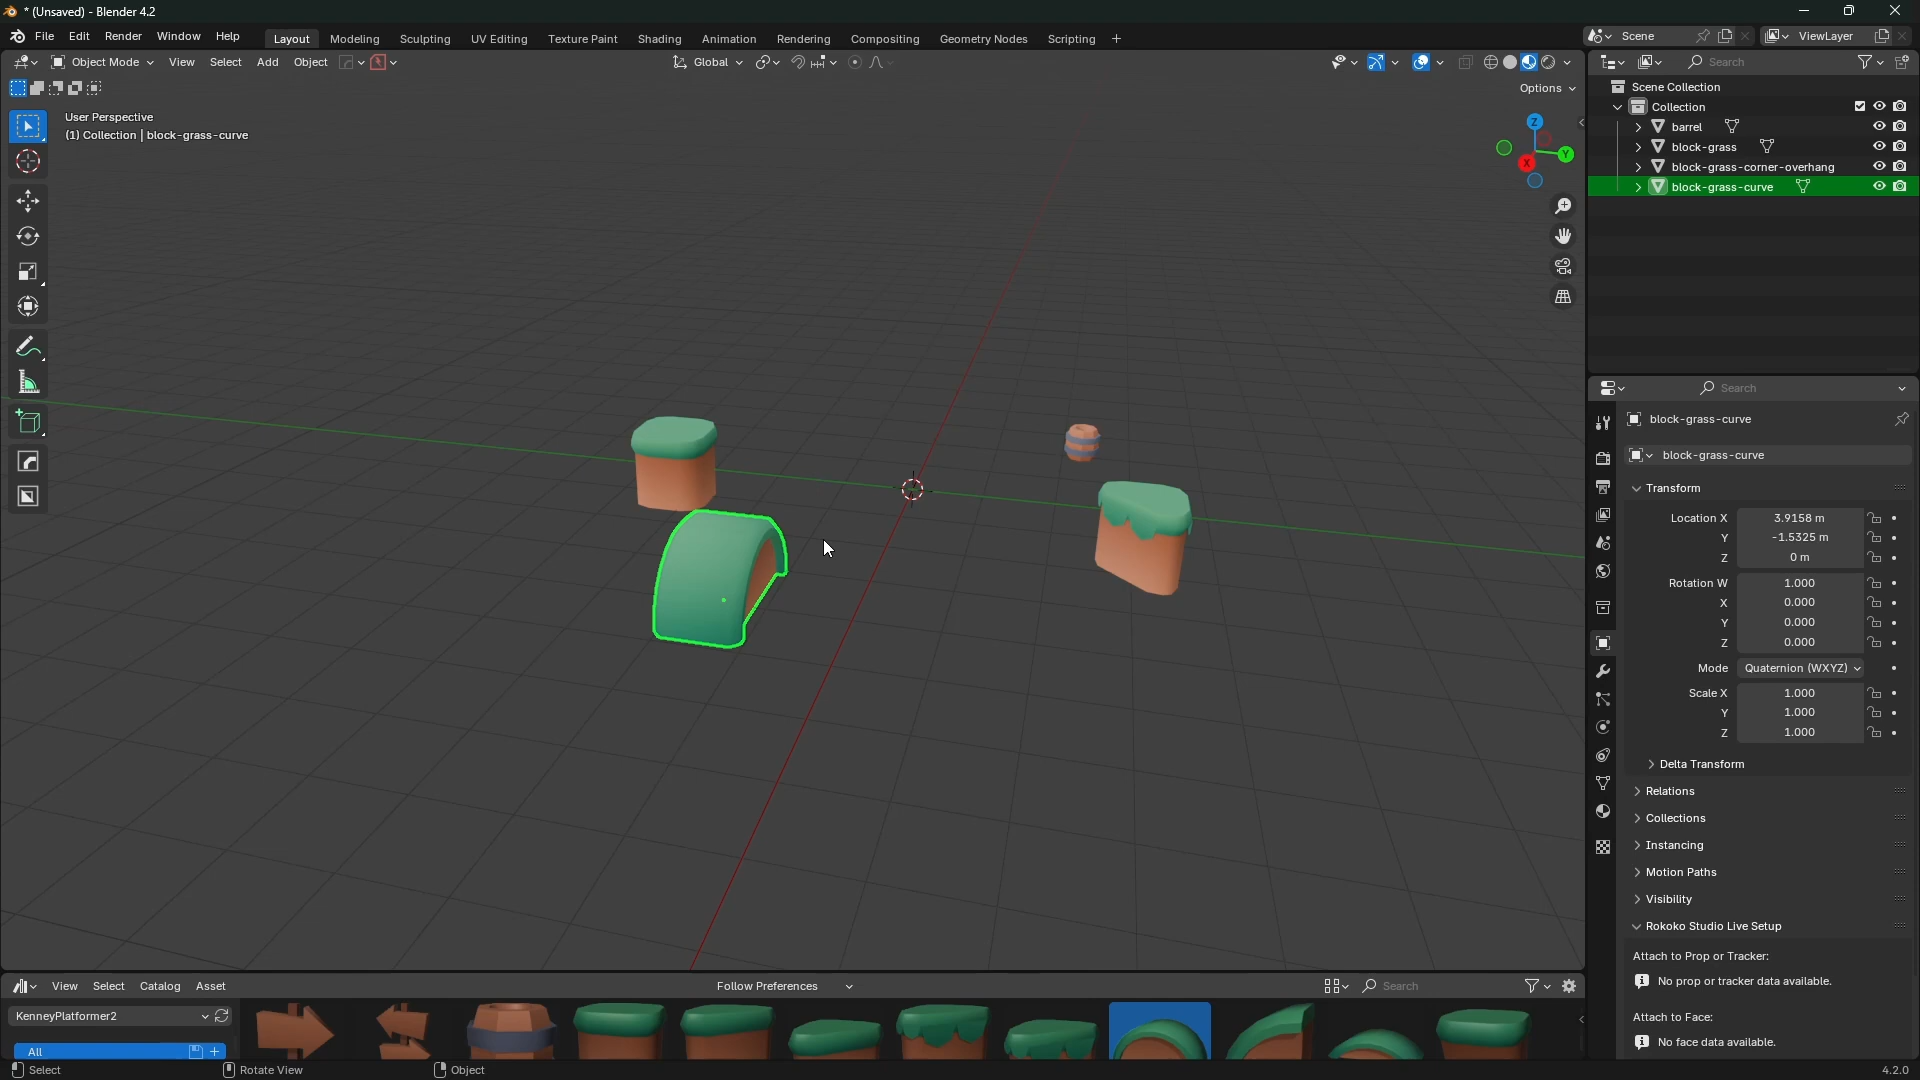 * (Unsaved) - Blender 4.2
File Edit Render Window Help Layout Modeling Sculpting UV Editing Texture Paint Shading Animation Rendering Compositing Geometry Nodes Scripting + Scene ViewLayer
Object Mode View Select Add Object Global Search
Options
User Perspective
(1) Collection | block-grass-curve
Z
Y
X
Scene Collection
Collection
barrel
block-grass
block-grass-corner-overhang
block-grass-curve
Search
block-grass-curve
block-grass-curve
Transform
Location X 3.9158 m
Y -1.5325 m
Z 0 m
Rotation W 1.000
X 0.000
Y 0.000
Z 0.000
Mode Quaternion (WXYZ)
Scale X 1.000
Y 1.000
Z 1.000
Delta Transform
Relations
Collections
Instancing
Motion Paths
Visibility
Rokoko Studio Live Setup
Attach to Prop or Tracker:
No prop or tracker data available.
Attach to Face:
No face data available.
View Select Catalog Asset Follow Preferences Search
KenneyPlatformer2
All +
Select Rotate View Object 4.2.0